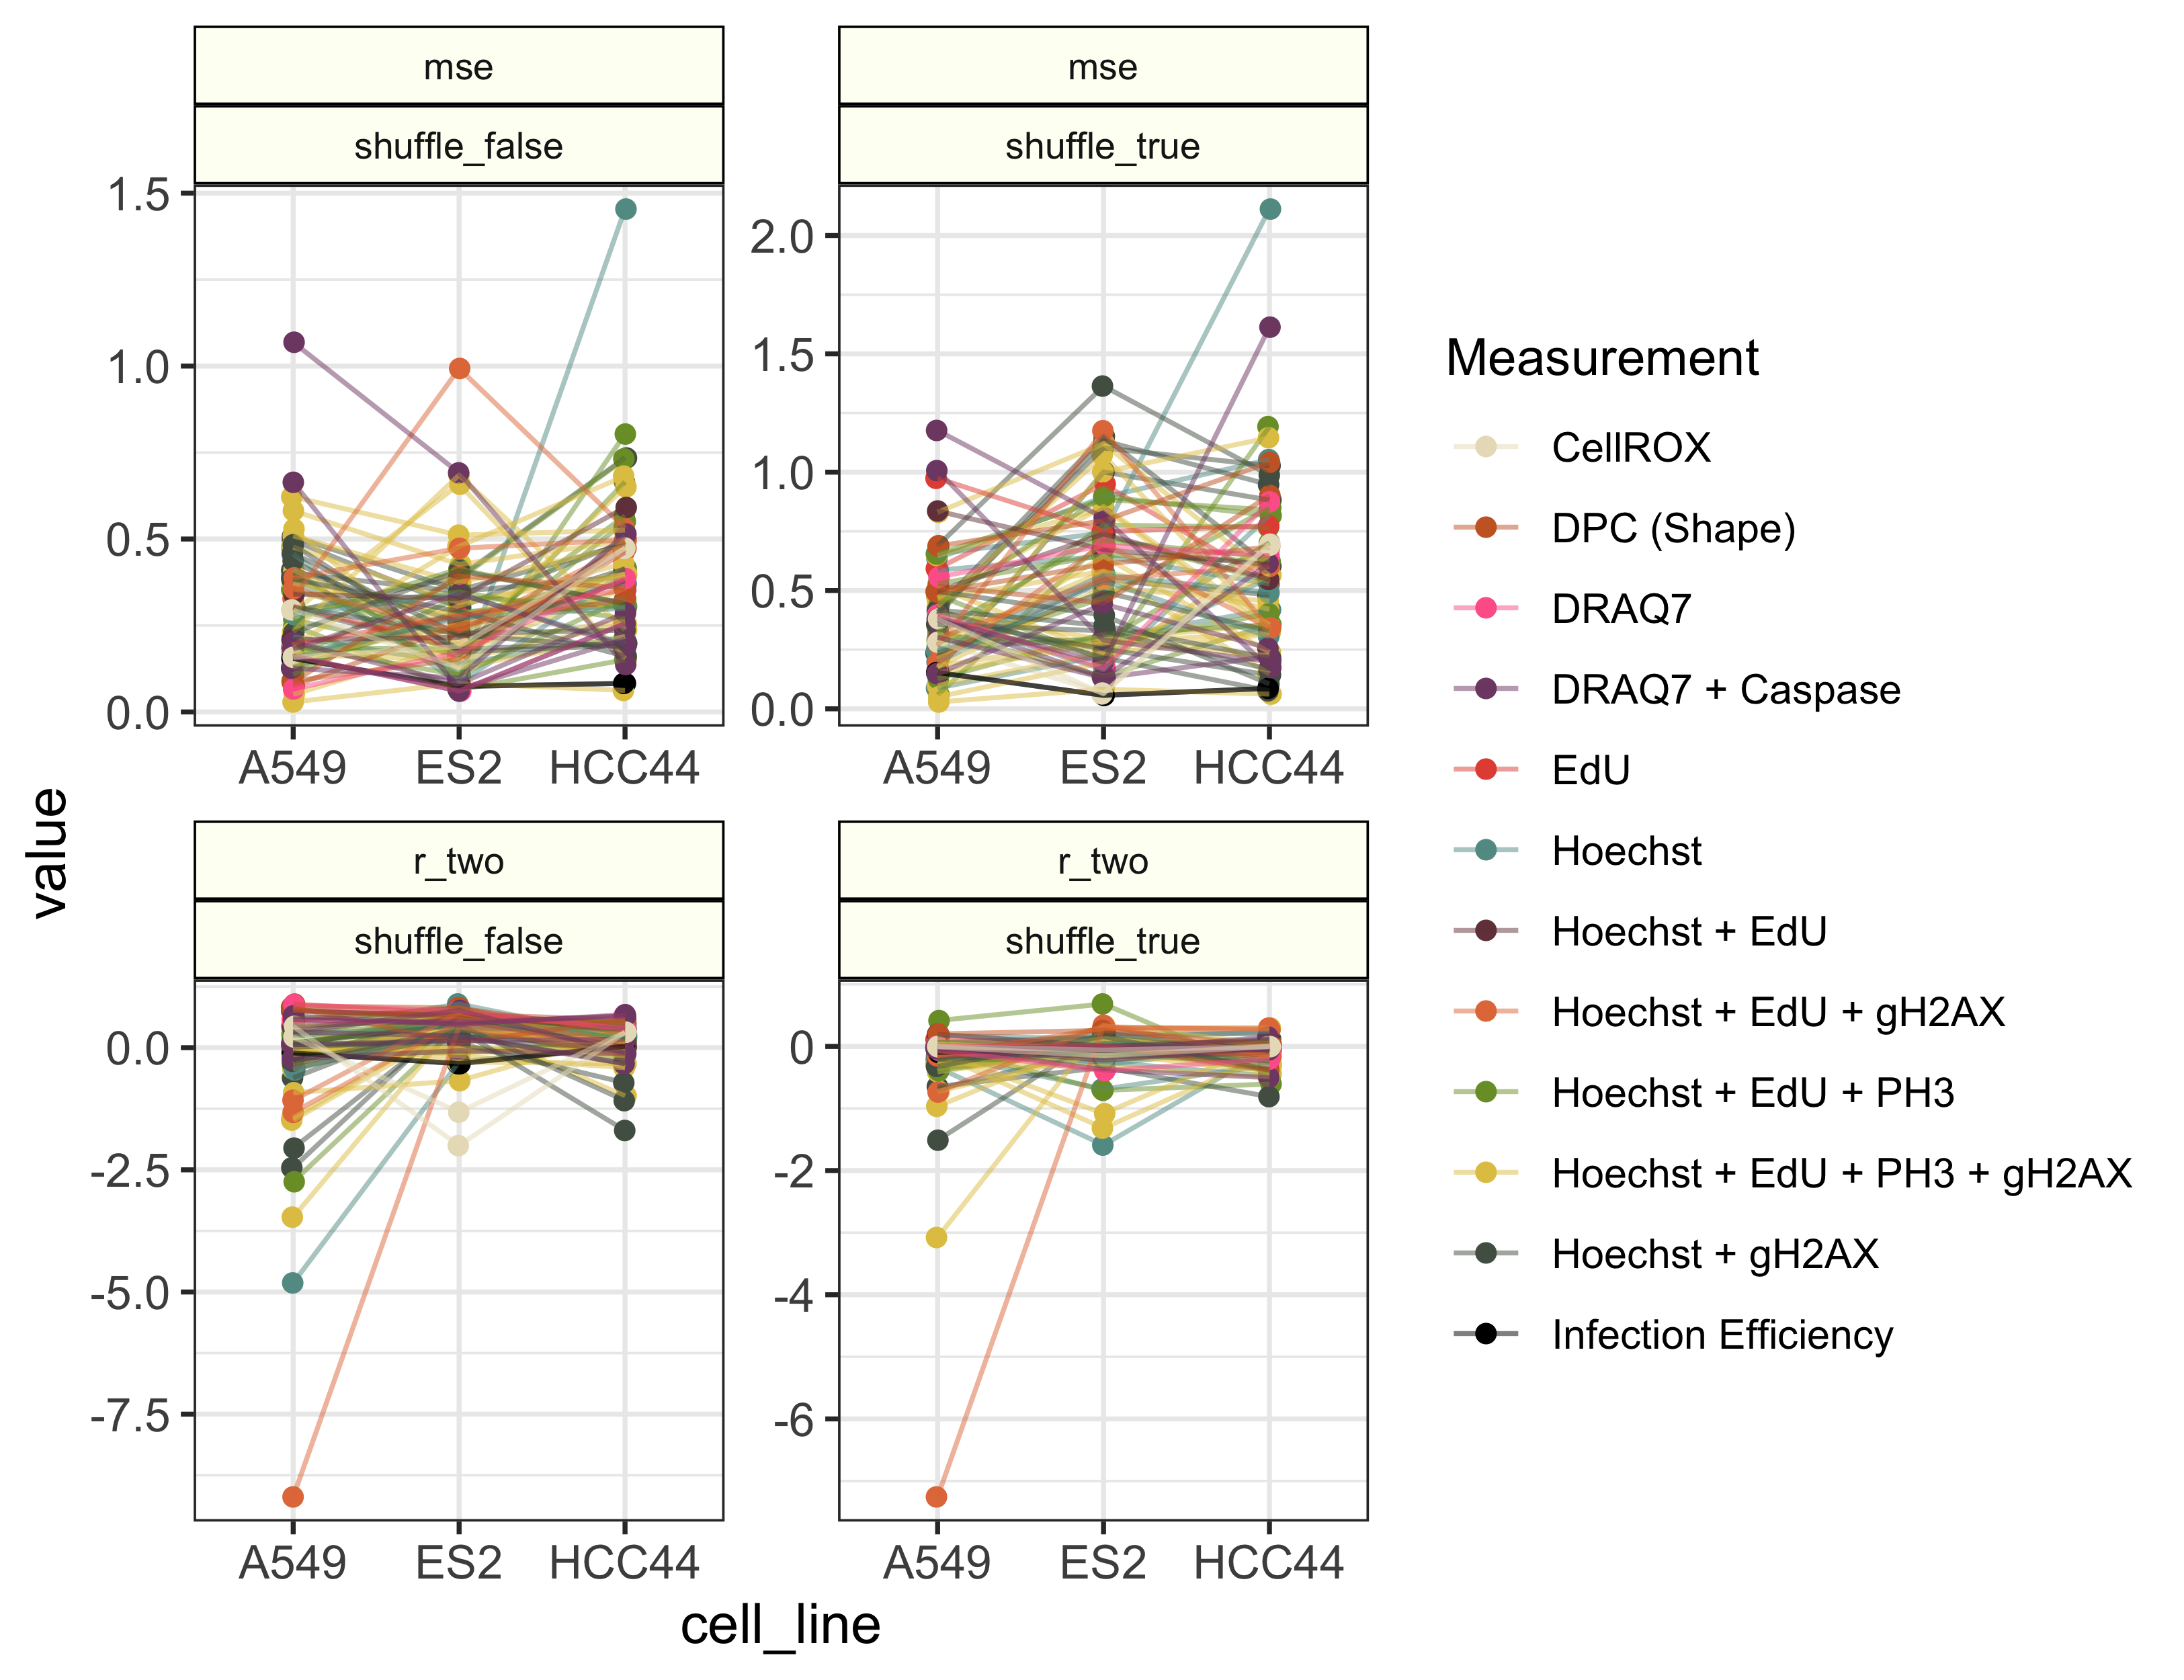 mse
shuffle_false
1.5
1.0
0.5
0.0
A549 ES2 HCC44
mse
shuffle_true
2.0
1.5
1.0
0.5
0.0
A549 ES2 HCC44
r_two
shuffle_false
0.0
-2.5
-5.0
-7.5
A549 ES2 HCC44
r_two
shuffle_true
0
-2
-4
-6
A549 ES2 HCC44
value
cell_line
Measurement
CellROX
DPC (Shape)
DRAQ7
DRAQ7 + Caspase
EdU
Hoechst
Hoechst + EdU
Hoechst + EdU + gH2AX
Hoechst + EdU + PH3
Hoechst + EdU + PH3 + gH2AX
Hoechst + gH2AX
Infection Efficiency